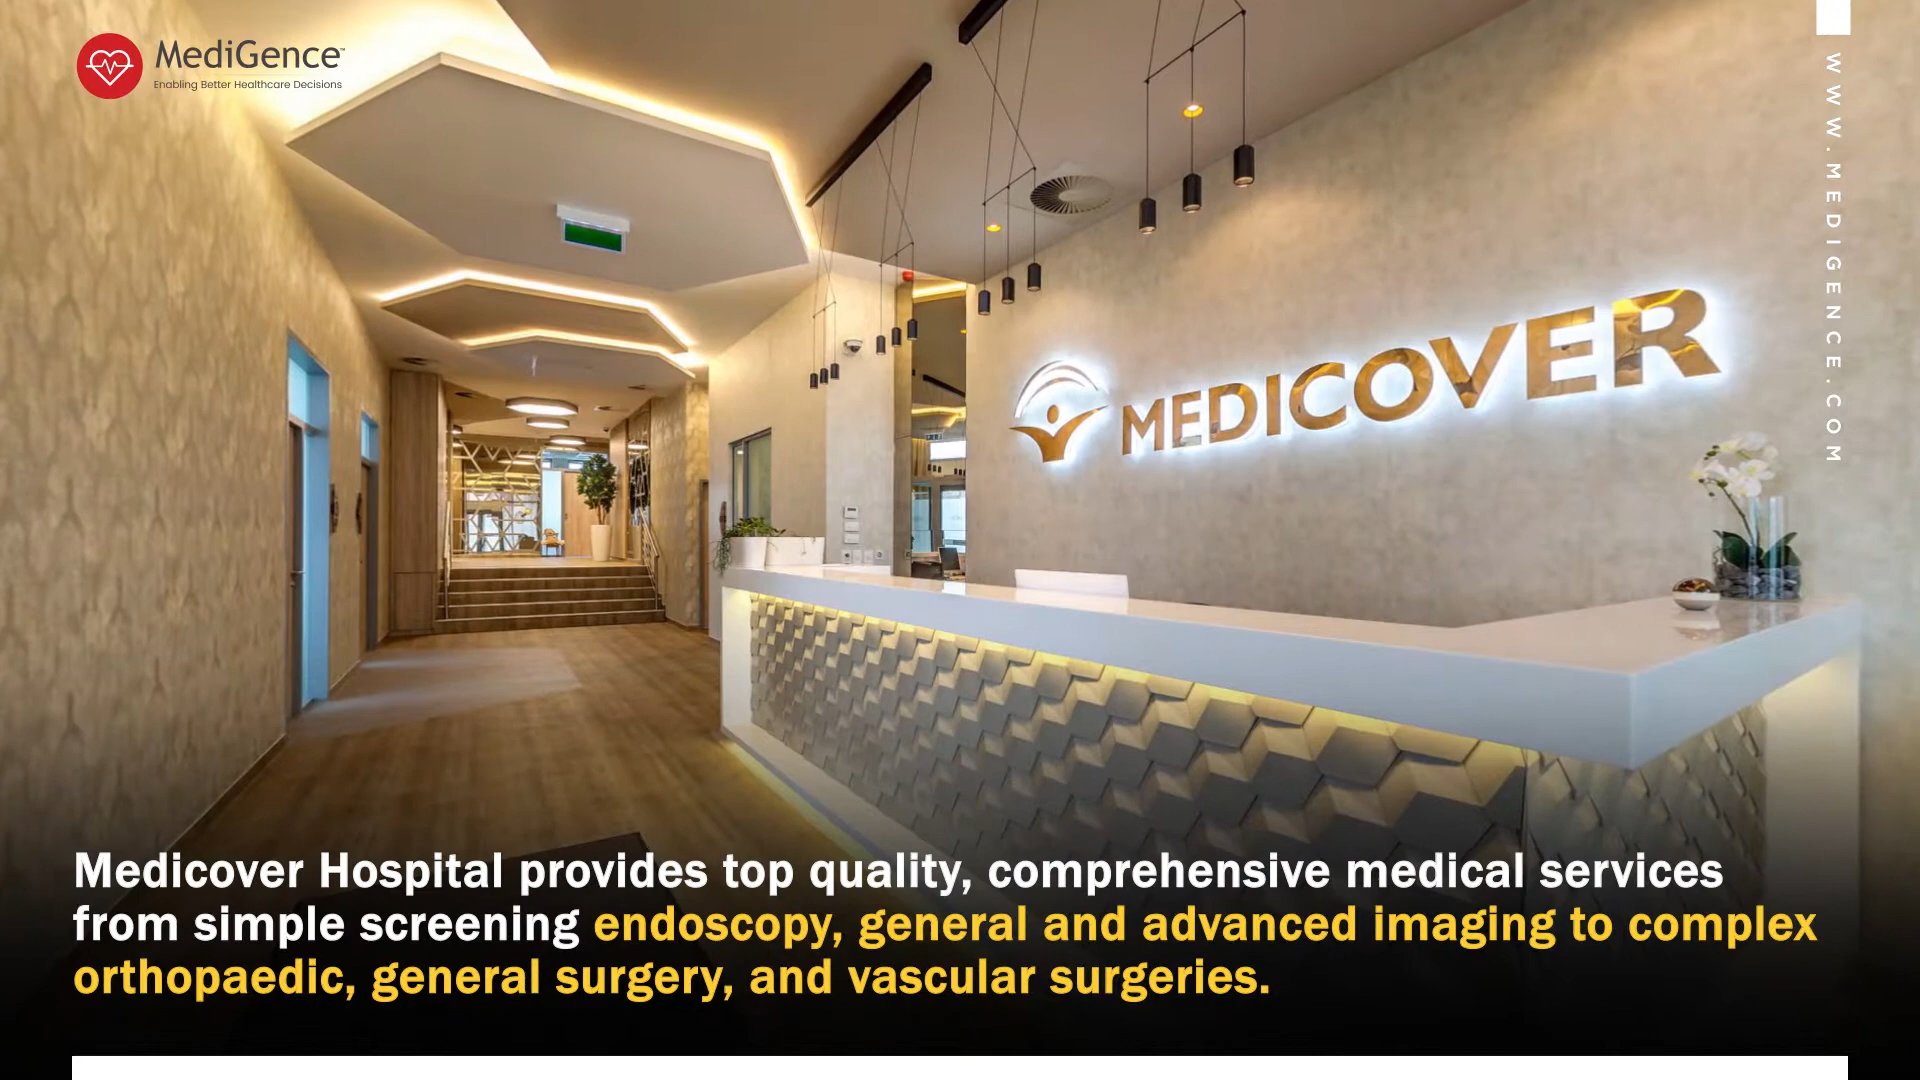 MediGence™
Enabling Better Healthcare Decisions
WWW.MEDIGENCE.COM
MEDICOVER
Medicover Hospital provides top quality, comprehensive medical services
from simple screening endoscopy, general and advanced imaging to complex
orthopaedic, general surgery, and vascular surgeries.